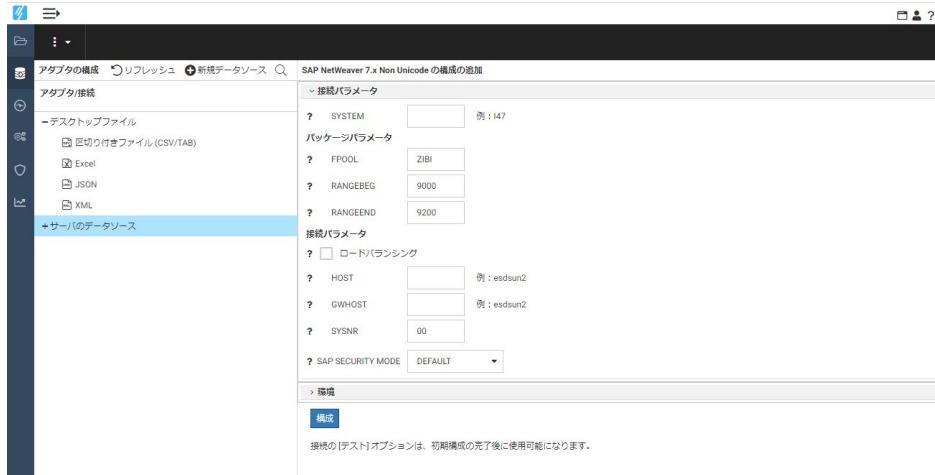 ?
アダプタの構成 リフレッシュ 新規データソース
アダプタ/接続
デスクトップファイル
区切り付きファイル (CSV/TAB)
Excel
JSON
XML
サーバのデータソース
SAP NetWeaver 7.x Non Unicode の構成の追加
接続パラメータ
? SYSTEM 例 : I47
パッケージパラメータ
? FPOOL ZIBI
? RANGEBEG 9000
? RANGEEND 9200
接続パラメータ
? ロードバランシング
? HOST 例 : esdsun2
? GWHOST 例 : esdsun2
? SYSNR 00
? SAP SECURITY MODE DEFAULT
環境
構成
接続の [テスト] オプションは、初期構成の完了後に使用可能になります。